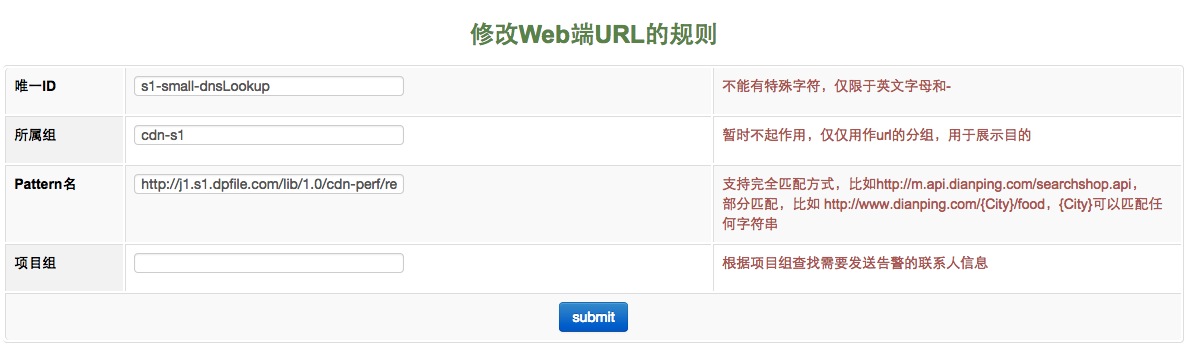 修改Web端URL的规则
唯一ID
s1-small-dnsLookup
不能有特殊字符，仅限于英文字母和-
所属组
cdn-s1
暂时不起作用，仅仅用作url的分组，用于展示目的
Pattern名
http://j1.s1.dpfile.com/lib/1.0/cdn-perf/re
支持完全匹配方式，比如http://m.api.dianping.com/searchshop.api，
部分匹配，比如 http://www.dianping.com/{City}/food，{City}可以匹配任
何字符串
项目组
根据项目组查找需要发送告警的联系人信息
submit